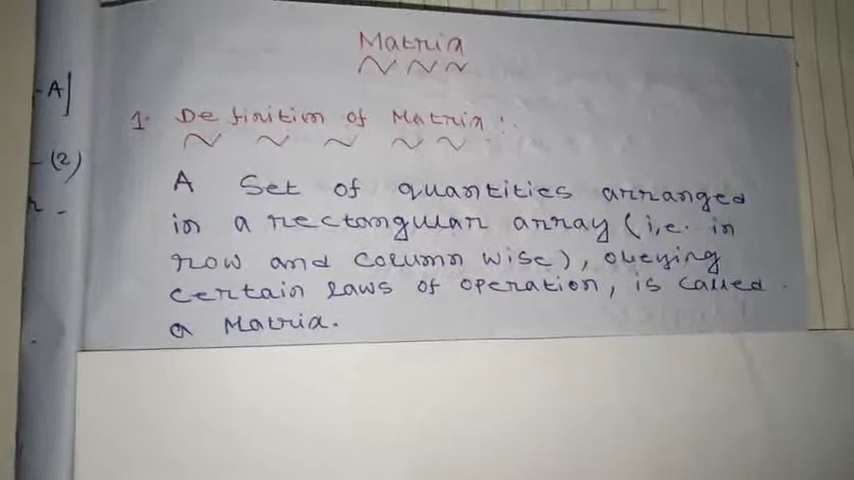 Matrix
1. Definition of Matrix :.
A Set of quantities arranged
in a rectangular array (i.e. in
row and column wise), obeying
certain laws of operation, is called
a Matrix.
A]
-(2)